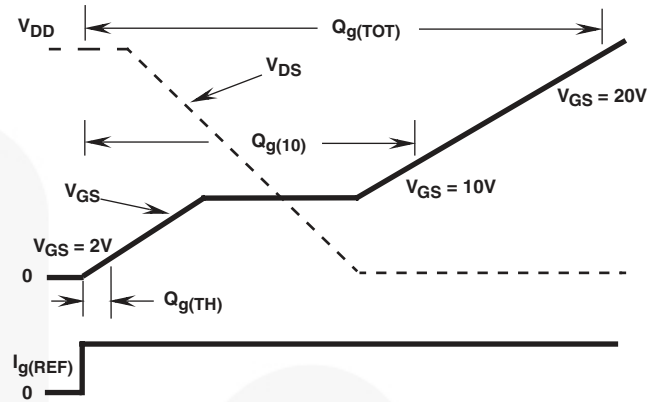 V_DD
Q_g(TOT)
V_DS
V_GS = 20V
Q_g(10)
V_GS
V_GS = 10V
V_GS = 2V
0
Q_g(TH)
I_g(REF)
0